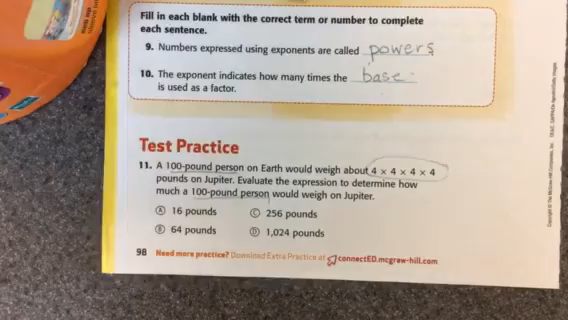 Fill in each blank with the correct term or number to complete
each sentence.
9. Numbers expressed using exponents are called powers
10. The exponent indicates how many times the base
is used as a factor.
Test Practice
11. A 100-pound person on Earth would weigh about 4 × 4 × 4 × 4
pounds on Jupiter. Evaluate the expression to determine how
much a 100-pound person would weigh on Jupiter.
Ⓐ 16 pounds Ⓒ 256 pounds
Ⓑ 64 pounds Ⓓ 1,024 pounds
98 Need more practice? Download Extra Practice at connectED.mcgraw-hill.com